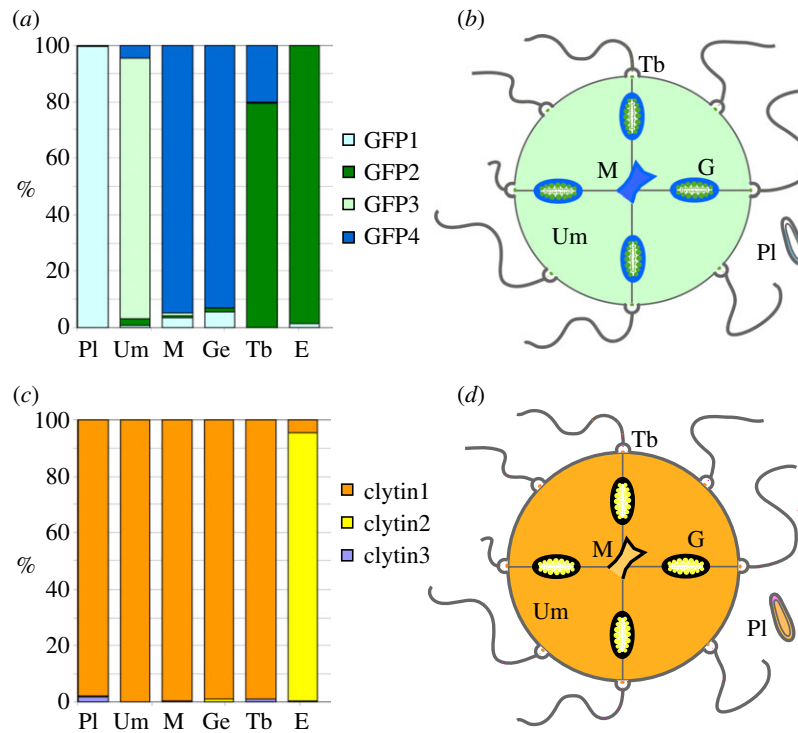 (a)
100
80
60
40
20
0
%
Pl Um M Ge Tb E
GFP1
GFP2
GFP3
GFP4
(b)
Tb
M G
Um
Pl
(c)
100
80
60
40
20
0
%
Pl Um M Ge Tb E
clytin1
clytin2
clytin3
(d)
Tb
M G
Um
Pl